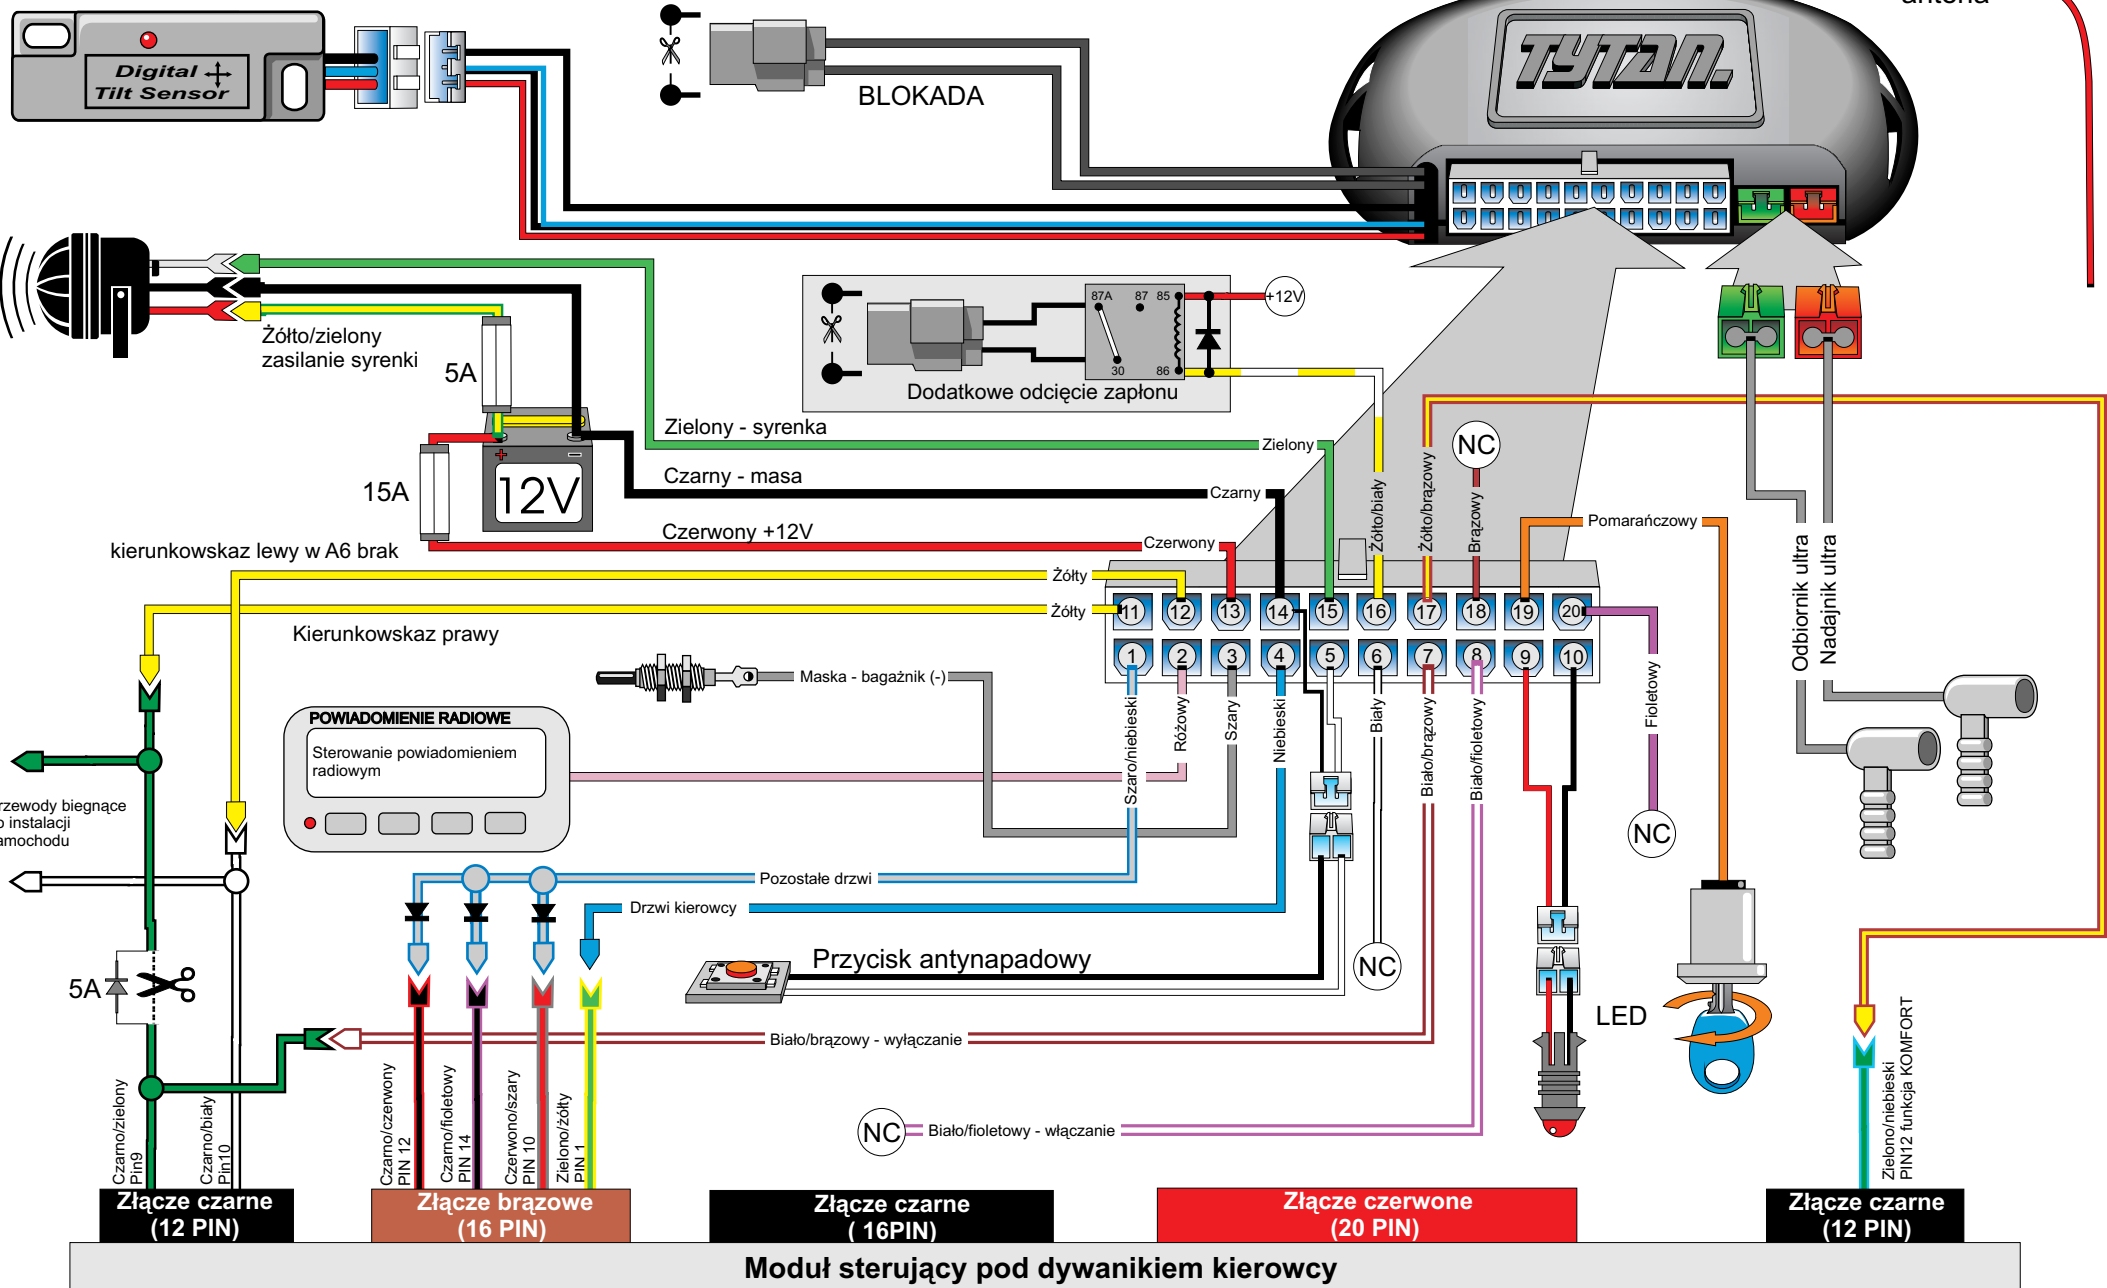 antena
Digital
Tilt Sensor
BLOKADA
TYTAN.
Żółto/zielony
zasilanie syrenki
5A
87A
87
85
30
86
+12V
Dodatkowe odcięcie zapłonu
Zielony - syrenka
Zielony
Czarny - masa
Czarny
+
−
12V
15A
Czerwony +12V
Czerwony
kierunkowskaz lewy w A6 brak
Żółty
Żółty
Kierunkowskaz prawy
Żółto/biały
Żółto/brązowy
NC
Brązowy
Pomarańczowy
Odbiornik ultra
Nadajnik ultra
11 12 13 14 15 16 17 18 19 20
1 2 3 4 5 6 7 8 9 10
Maska - bagażnik (-)
POWIADOMIENIE RADIOWE
Sterowanie powiadomieniem
radiowym
Szaro/niebieski
Różowy
Szary
Niebieski
Biały
Biało/brązowy
Biało/fioletowy
Fioletowy
NC
rzewody biegnące
o instalacji
amochodu
Pozostałe drzwi
Drzwi kierowcy
Przycisk antynapadowy
NC
5A
LED
Biało/brązowy - wyłączanie
NC
Biało/fioletowy - włączanie
Czarno/zielony
Pin9
Czarno/biały
Pin10
Czarno/czerwony
PIN 12
Czarno/fioletowy
PIN 14
Czerwono/szary
PIN 10
Zielono/żółty
PIN 1
Zielono/niebieski
PIN12 funkcja KOMFORT
Złącze czarne
(12 PIN)
Złącze brązowe
(16 PIN)
Złącze czarne
( 16PIN)
Złącze czerwone
(20 PIN)
Złącze czarne
(12 PIN)
Moduł sterujący pod dywanikiem kierowcy